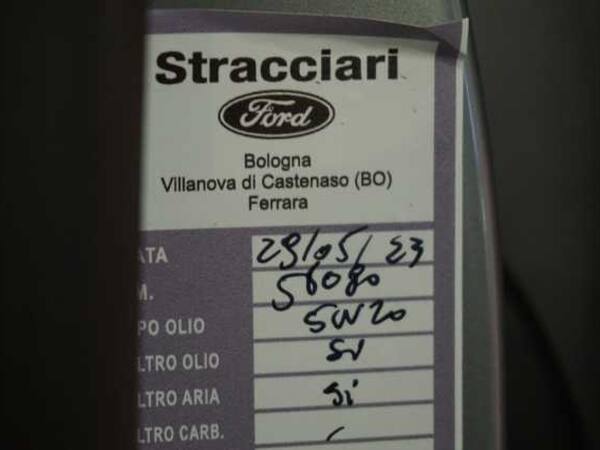 Stracciari
Ford
Bologna
Villanova di Castenaso (BO)
Ferrara
ATA 29/05/23
M. 56080
PO OLIO 5W20
LTRO OLIO si
LTRO ARIA si
LTRO CARB.